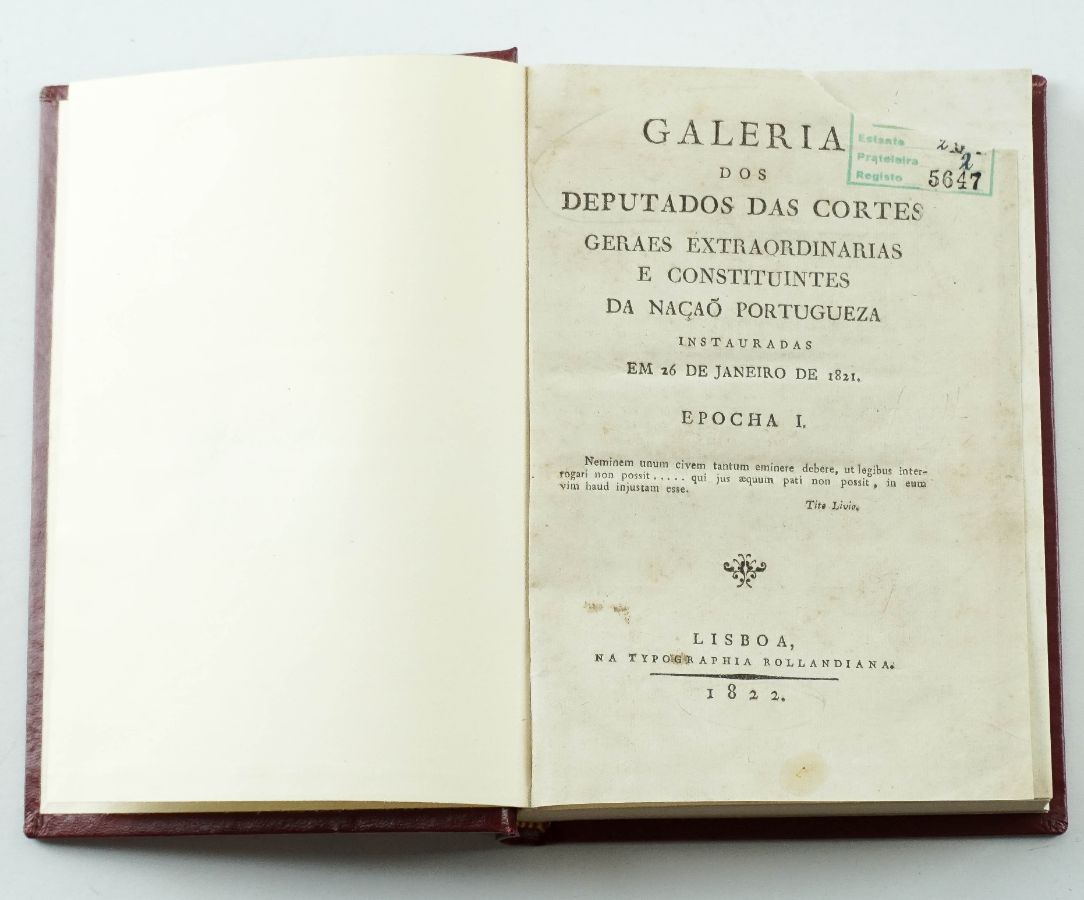 GALERIA
DOS
DEPUTADOS DAS CORTES
GERAES EXTRAORDINARIAS
E CONSTITUINTES
DA NAÇAÕ PORTUGUEZA
INSTAURADAS
EM 26 DE JANEIRO DE 1821.
EPOCHA I.
Neminem unum civem tantum eminere debere, ut legibus inter-
rogari non possit..... qui jus æquum pati non possit, in eum
vim haud injustam esse.
Tito Livio.
LISBOA,
NA TYPOGRAPHIA ROLLANDIANA.
1822.
Estante
Prateleira 2
Registo 5647